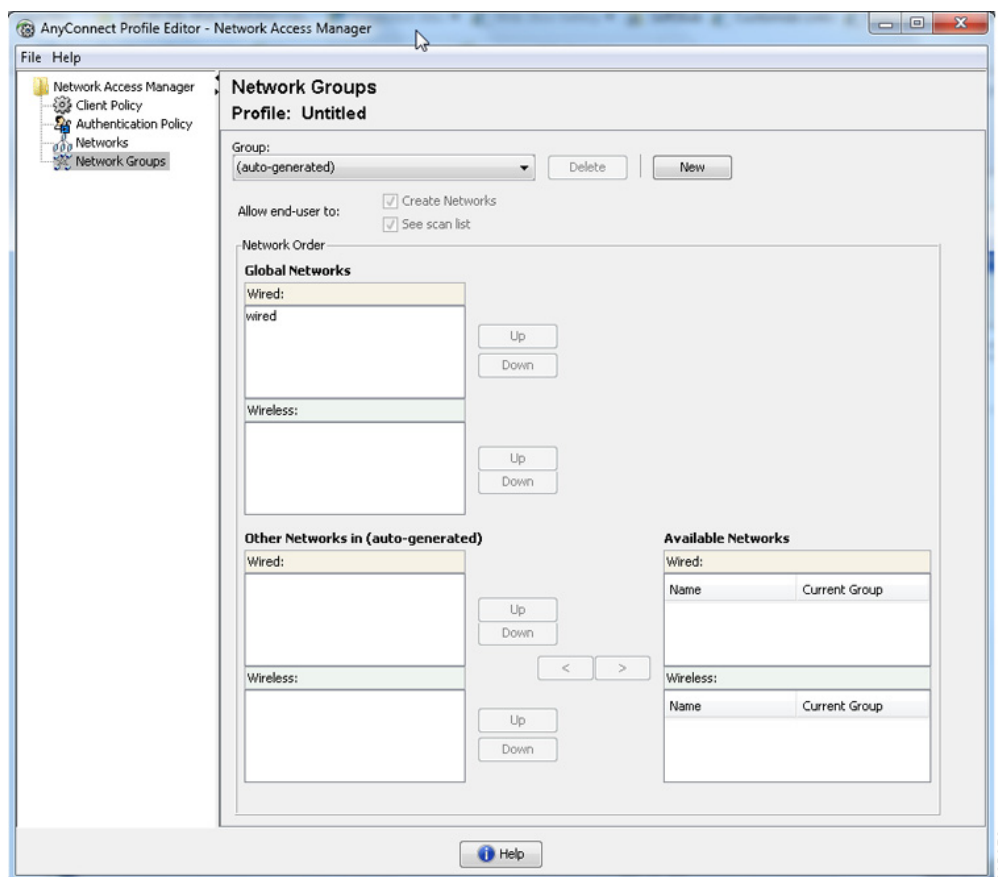 AnyConnect Profile Editor - Network Access Manager
File Help
Network Access Manager
Client Policy
Authentication Policy
Networks
Network Groups
Network Groups
Profile: Untitled
Group:
(auto-generated)
Delete
New
Allow end-user to:
Create Networks
See scan list
Network Order
Global Networks
Wired:
wired
Up
Down
Wireless:
Up
Down
Other Networks in (auto-generated)
Wired:
Up
Down
< >
Wireless:
Up
Down
Available Networks
Wired:
Name Current Group
Wireless:
Name Current Group
Help